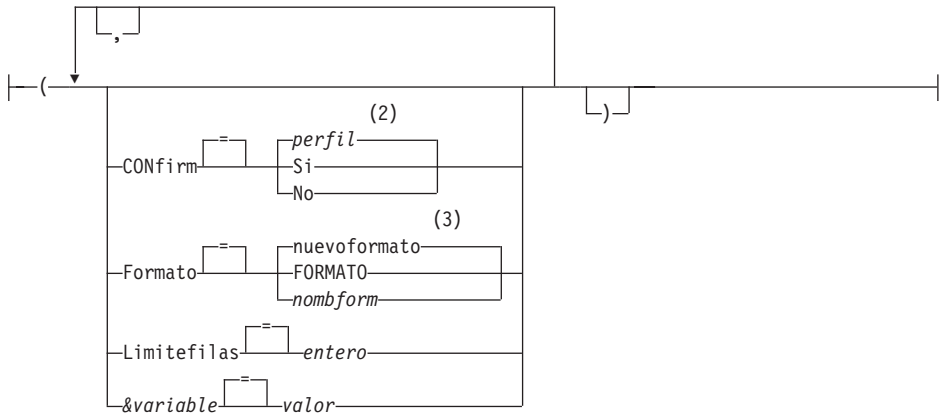 ,
(
)
(2)
CONfirm = perfil
Si
No
(3)
Formato = nuevoformato
FORMATO
nombform
Limitefilas = entero
&variable = valor